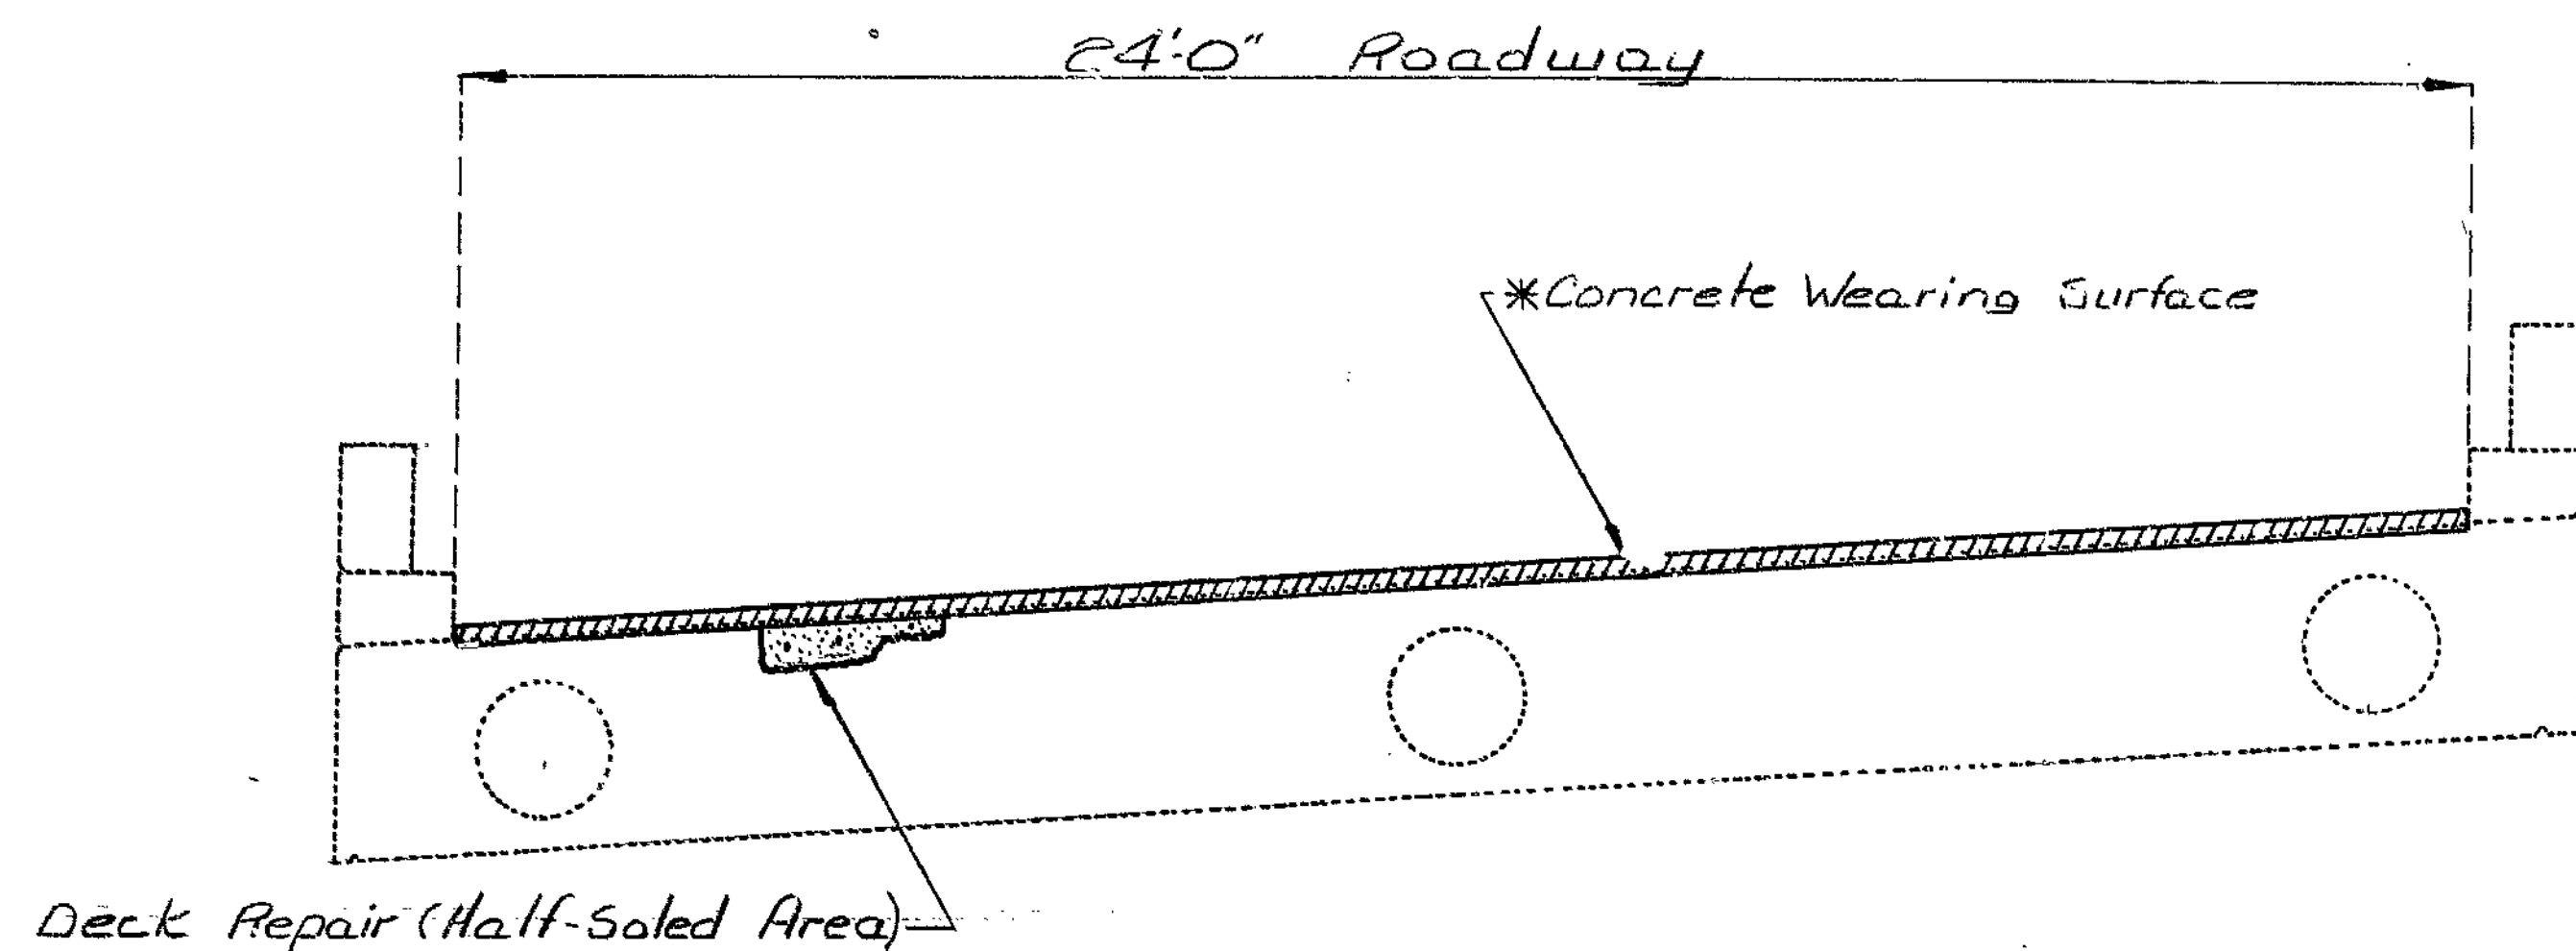 24'-0" Roadway
*Concrete Wearing Surface
Deck Repair (Half-Soled Area)